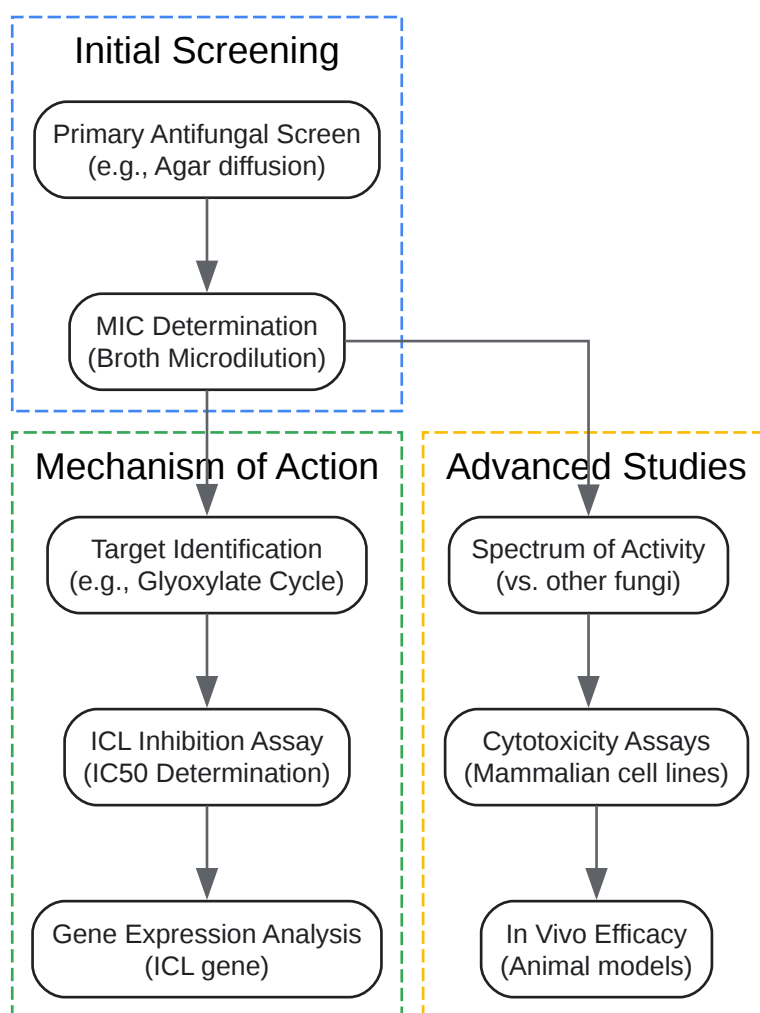 Initial Screening
Primary Antifungal Screen
(e.g., Agar diffusion)
MIC Determination
(Broth Microdilution)
Mechanism of Action
Target Identification
(e.g., Glyoxylate Cycle)
ICL Inhibition Assay
(IC50 Determination)
Gene Expression Analysis
(ICL gene)
Advanced Studies
Spectrum of Activity
(vs. other fungi)
Cytotoxicity Assays
(Mammalian cell lines)
In Vivo Efficacy
(Animal models)